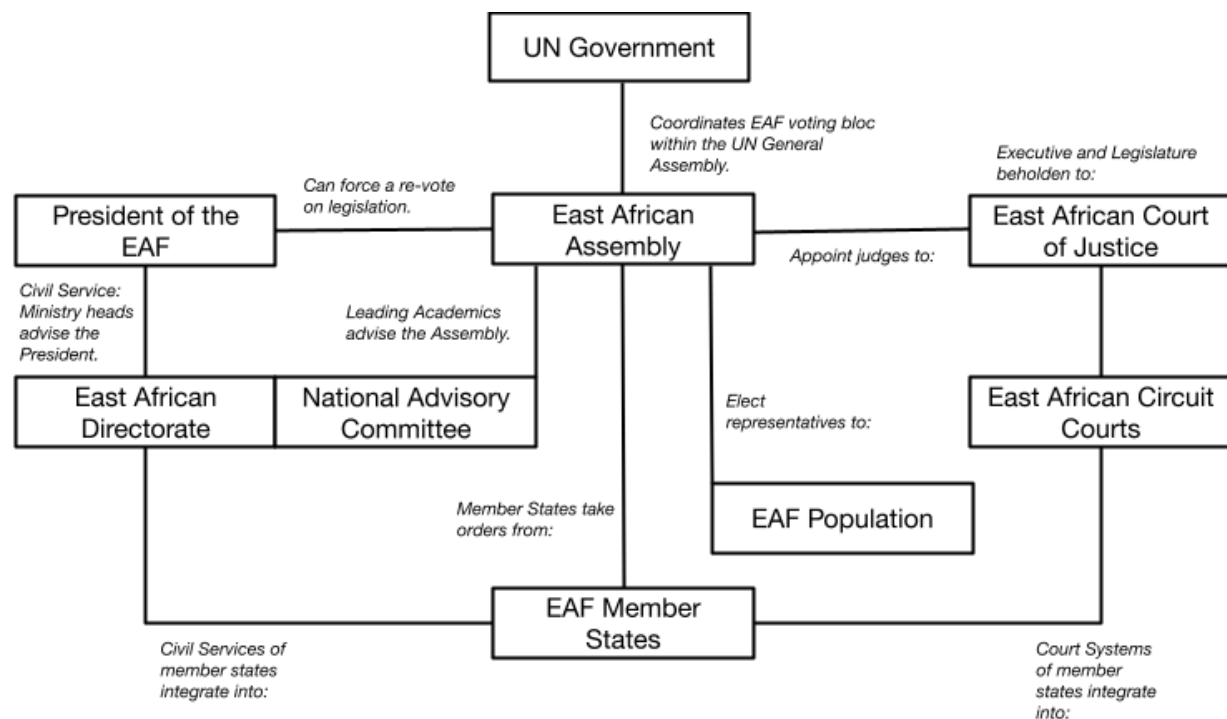 UN Government
Coordinates EAF voting bloc
within the UN General
Assembly.
Executive and Legislature
beholden to:
Can force a re-vote
on legislation.
President of the
EAF
East African
Assembly
East African Court
of Justice
Appoint judges to:
Civil Service:
Ministry heads
advise the
President.
Leading Academics
advise the Assembly.
East African
Directorate
National Advisory
Committee
Elect
representatives to:
East African Circuit
Courts
Member States take
orders from:
EAF Population
EAF Member
States
Civil Services of
member states
integrate into:
Court Systems
of member
states integrate
into: